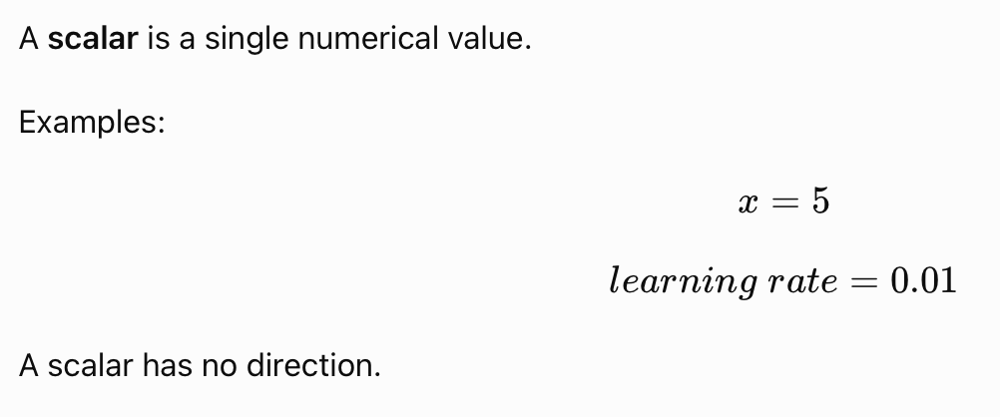 A scalar is a single numerical value.
Examples:
x = 5
learning rate = 0.01
A scalar has no direction.